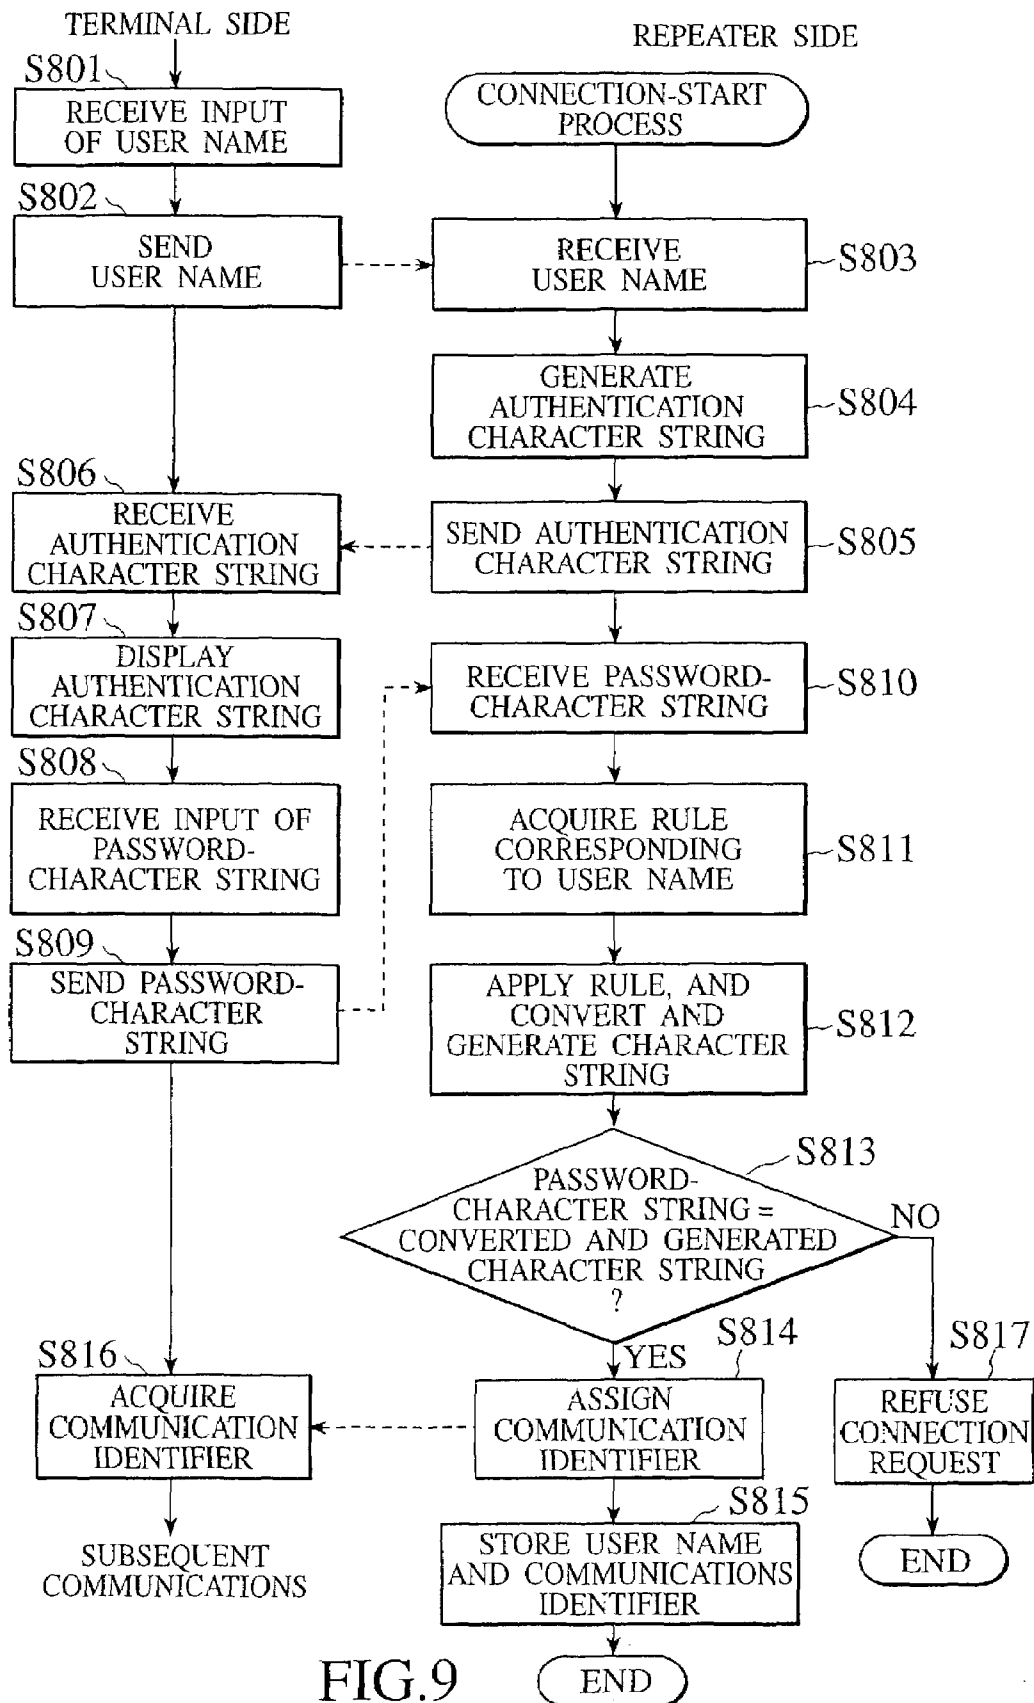 TERMINAL SIDE
REPEATER SIDE
S801
RECEIVE INPUT
OF USER NAME
CONNECTION-START
PROCESS
S802
SEND
USER NAME
RECEIVE
USER NAME
S803
GENERATE
AUTHENTICATION
CHARACTER STRING
S804
S806
RECEIVE
AUTHENTICATION
CHARACTER STRING
SEND AUTHENTICATION
CHARACTER STRING
S805
S807
DISPLAY
AUTHENTICATION
CHARACTER STRING
RECEIVE PASSWORD-
CHARACTER STRING
S810
S808
RECEIVE INPUT OF
PASSWORD-
CHARACTER STRING
ACQUIRE RULE
CORRESPONDING
TO USER NAME
S811
S809
SEND PASSWORD-
CHARACTER
STRING
APPLY RULE, AND
CONVERT AND
GENERATE CHARACTER
STRING
S812
S813
PASSWORD-
CHARACTER STRING =
CONVERTED AND GENERATED
CHARACTER STRING
?
NO
YES
S816
ACQUIRE
COMMUNICATION
IDENTIFIER
S814
ASSIGN
COMMUNICATION
IDENTIFIER
S817
REFUSE
CONNECTION
REQUEST
S815
STORE USER NAME
AND COMMUNICATIONS
IDENTIFIER
SUBSEQUENT
COMMUNICATIONS
END
END
FIG.9